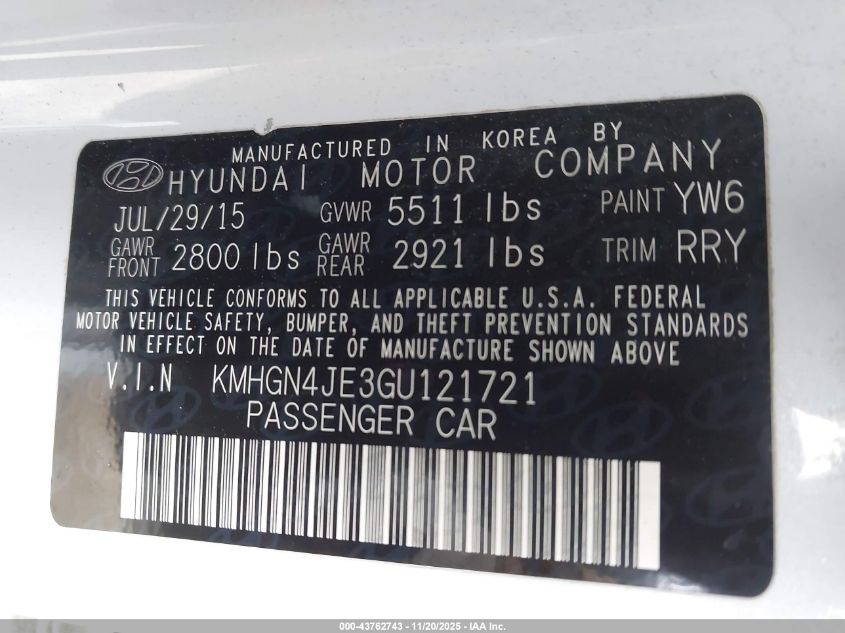 MANUFACTURED IN KOREA BY
HYUNDAI MOTOR COMPANY
JUL/29/15 GVWR 5511 lbs PAINT YW6
GAWR FRONT 2800 lbs GAWR REAR 2921 lbs TRIM RRY
THIS VEHICLE CONFORMS TO ALL APPLICABLE U.S.A. FEDERAL
MOTOR VEHICLE SAFETY, BUMPER, AND THEFT PREVENTION STANDARDS
IN EFFECT ON THE DATE OF MANUFACTURE SHOWN ABOVE
V.I.N KMHGN4JE3GU121721
PASSENGER CAR
000-43762743 - 11/20/2025 - IAA Inc.